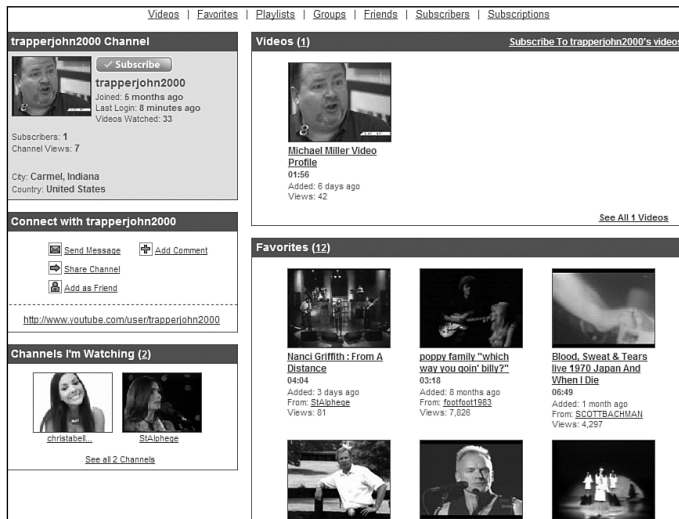 Videos | Favorites | Playlists | Groups | Friends | Subscribers | Subscriptions
trapperjohn2000 Channel
Subscribe
trapperjohn2000
Joined: 5 months ago
Last Login: 8 minutes ago
Videos Watched: 33
Subscribers: 1
Channel Views: 7
City: Carmel, Indiana
Country: United States
Connect with trapperjohn2000
Send Message
Add Comment
Share Channel
Add as Friend
http://www.youtube.com/user/trapperjohn2000
Channels I'm Watching (2)
christabell...
StAlphege
See all 2 Channels
Videos (1)
Subscribe To trapperjohn2000's videos
Michael Miller Video
Profile
01:56
Added: 6 days ago
Views: 42
See All 1 Videos
Favorites (12)
Nanci Griffith : From A
Distance
04:04
Added: 3 days ago
From: StAlphege
Views: 81
poppy family "which
way you goin' billy?"
03:18
Added: 8 months ago
From: footfoot1983
Views: 7,826
Blood, Sweat & Tears
live 1970 Japan And
When I Die
06:49
Added: 1 month ago
From: SCOTTBACHMAN
Views: 4,297